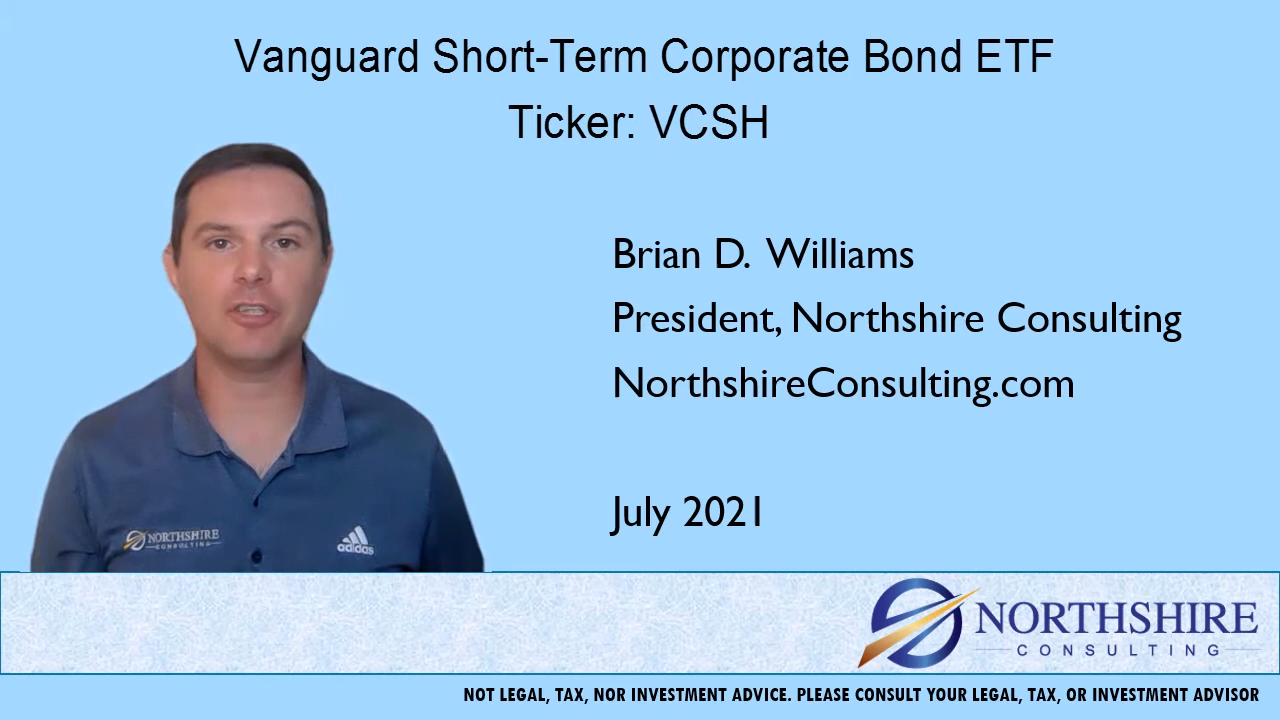 Vanguard Short-Term Corporate Bond ETF
Ticker: VCSH
Brian D. Williams
President, Northshire Consulting
NorthshireConsulting.com
July 2021
NORTHSHIRE
CONSULTING
adidas
NORTHSHIRE
CONSULTING
NOT LEGAL, TAX, NOR INVESTMENT ADVICE. PLEASE CONSULT YOUR LEGAL, TAX, OR INVESTMENT ADVISOR